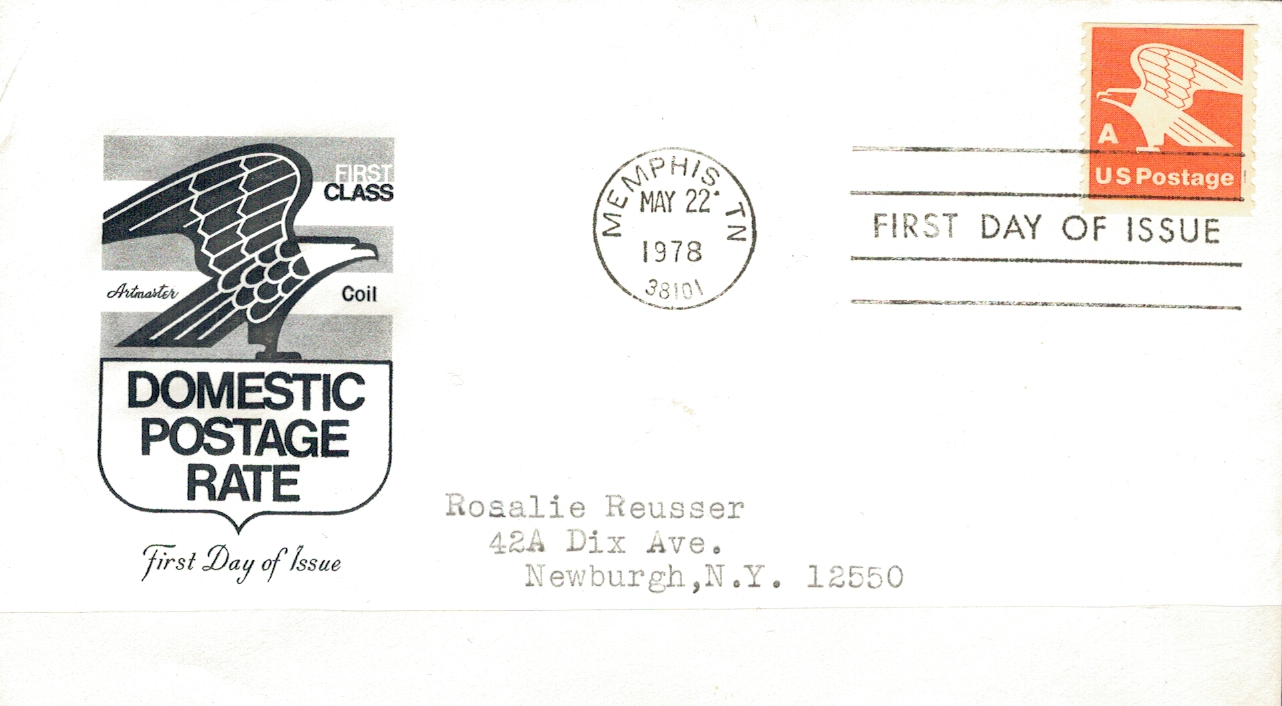 FIRST
CLASS
Artmaster
Coil
DOMESTIC
POSTAGE
RATE
First Day of Issue
MEMPHIS, TN
MAY 22
1978
38101
A
US Postage
FIRST DAY OF ISSUE
Rosalie Reusser
42A Dix Ave.
Newburgh,N.Y. 12550